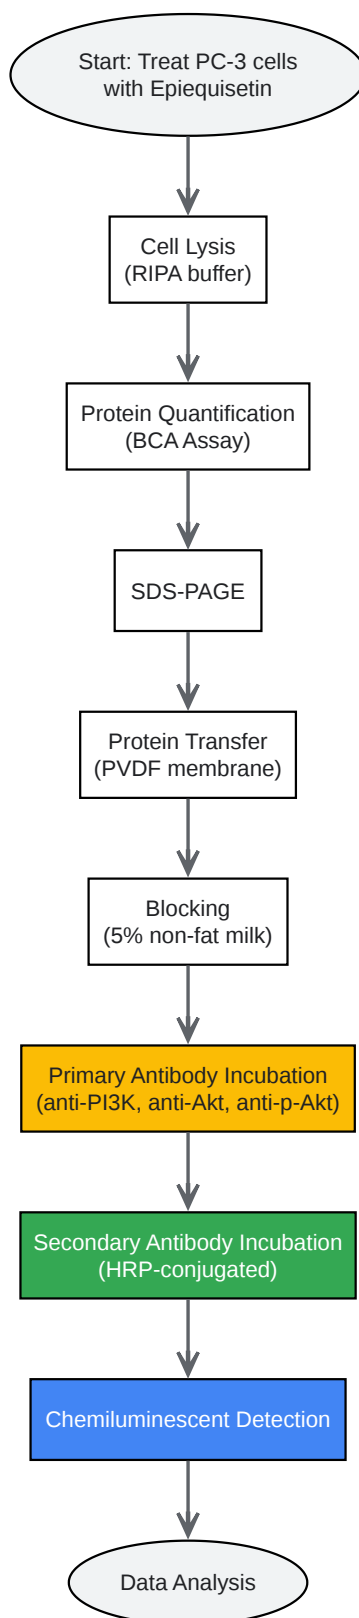 Start: Treat PC-3 cells
with Epiequisetin
Cell Lysis
(RIPA buffer)
Protein Quantification
(BCA Assay)
SDS-PAGE
Protein Transfer
(PVDF membrane)
Blocking
(5% non-fat milk)
Primary Antibody Incubation
(anti-PI3K, anti-Akt, anti-p-Akt)
Secondary Antibody Incubation
(HRP-conjugated)
Chemiluminescent Detection
Data Analysis